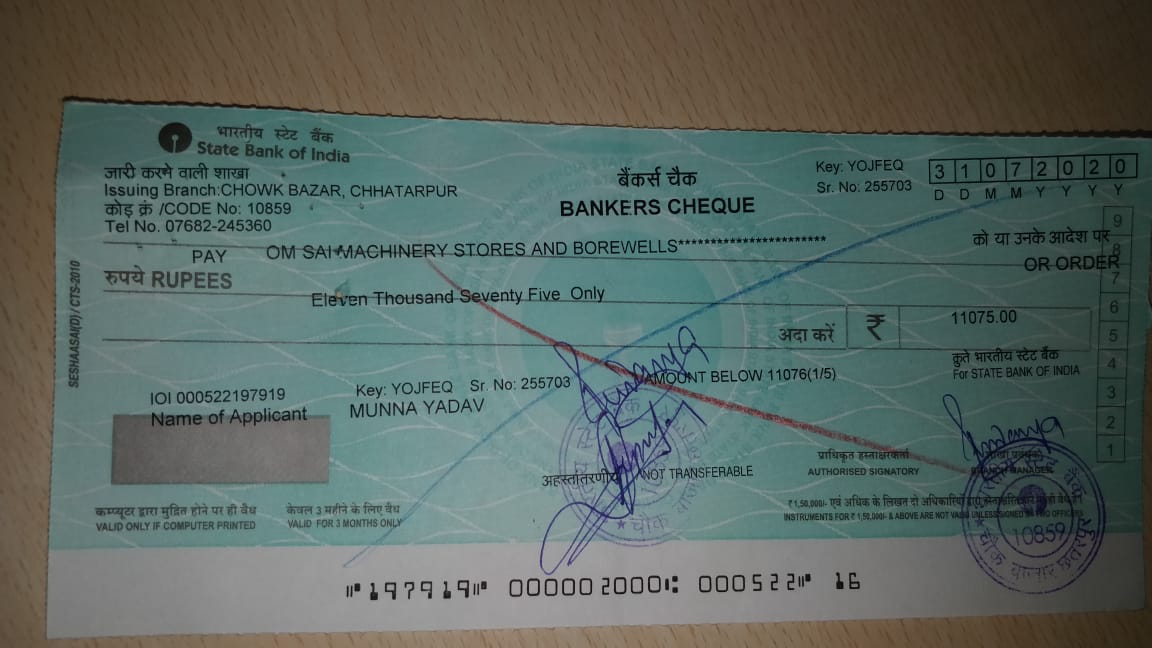 भारतीय स्टेट बैंक
State Bank of India
जारी करने वाली शाखा
Issuing Branch:CHOWK BAZAR, CHHATARPUR
कोड क्रं /CODE No: 10859
Tel No. 07682-245360
बैंकर्स चैक
BANKERS CHEQUE
Key: YOJFEQ
Sr. No: 255703
3 1 0 7 2 0 2 0
D D M M Y Y Y Y
PAY OM SAI MACHINERY STORES AND BOREWELLS************************
को या उनके आदेश पर
OR ORDER
रुपये RUPEES
Eleven Thousand Seventy Five Only
अदा करें ₹ 11075.00
9
8
7
6
5
4
3
2
1
SESHAASAI(D) / CTS-2010
IOI 000522197919
Key: YOJFEQ Sr. No: 255703
AMOUNT BELOW 11076(1/5)
Name of Applicant
MUNNA YADAV
कृते भारतीय स्टेट बैंक
For STATE BANK OF INDIA
प्राधिकृत हस्ताक्षरकर्ता
AUTHORISED SIGNATORY
BRANCH MANAGER
अहस्तांतरणीय NOT TRANSFERABLE
कम्प्यूटर द्वारा मुद्रित होने पर ही वैध
VALID ONLY IF COMPUTER PRINTED
केवल 3 महीने के लिए वैध
VALID FOR 3 MONTHS ONLY
₹ 1,50,000/- एवं अधिक के लिखत दो अधिकारियों द्वारा
INSTRUMENTS FOR ₹ 1,50,000/- & ABOVE ARE NOT VALID UNLESS SIGNED BY TWO OFFICERS
चौक बाजार
10859
चौक बाजार छतरपुर
⑈197919⑈ 000002000⑆ 000522⑈ 16